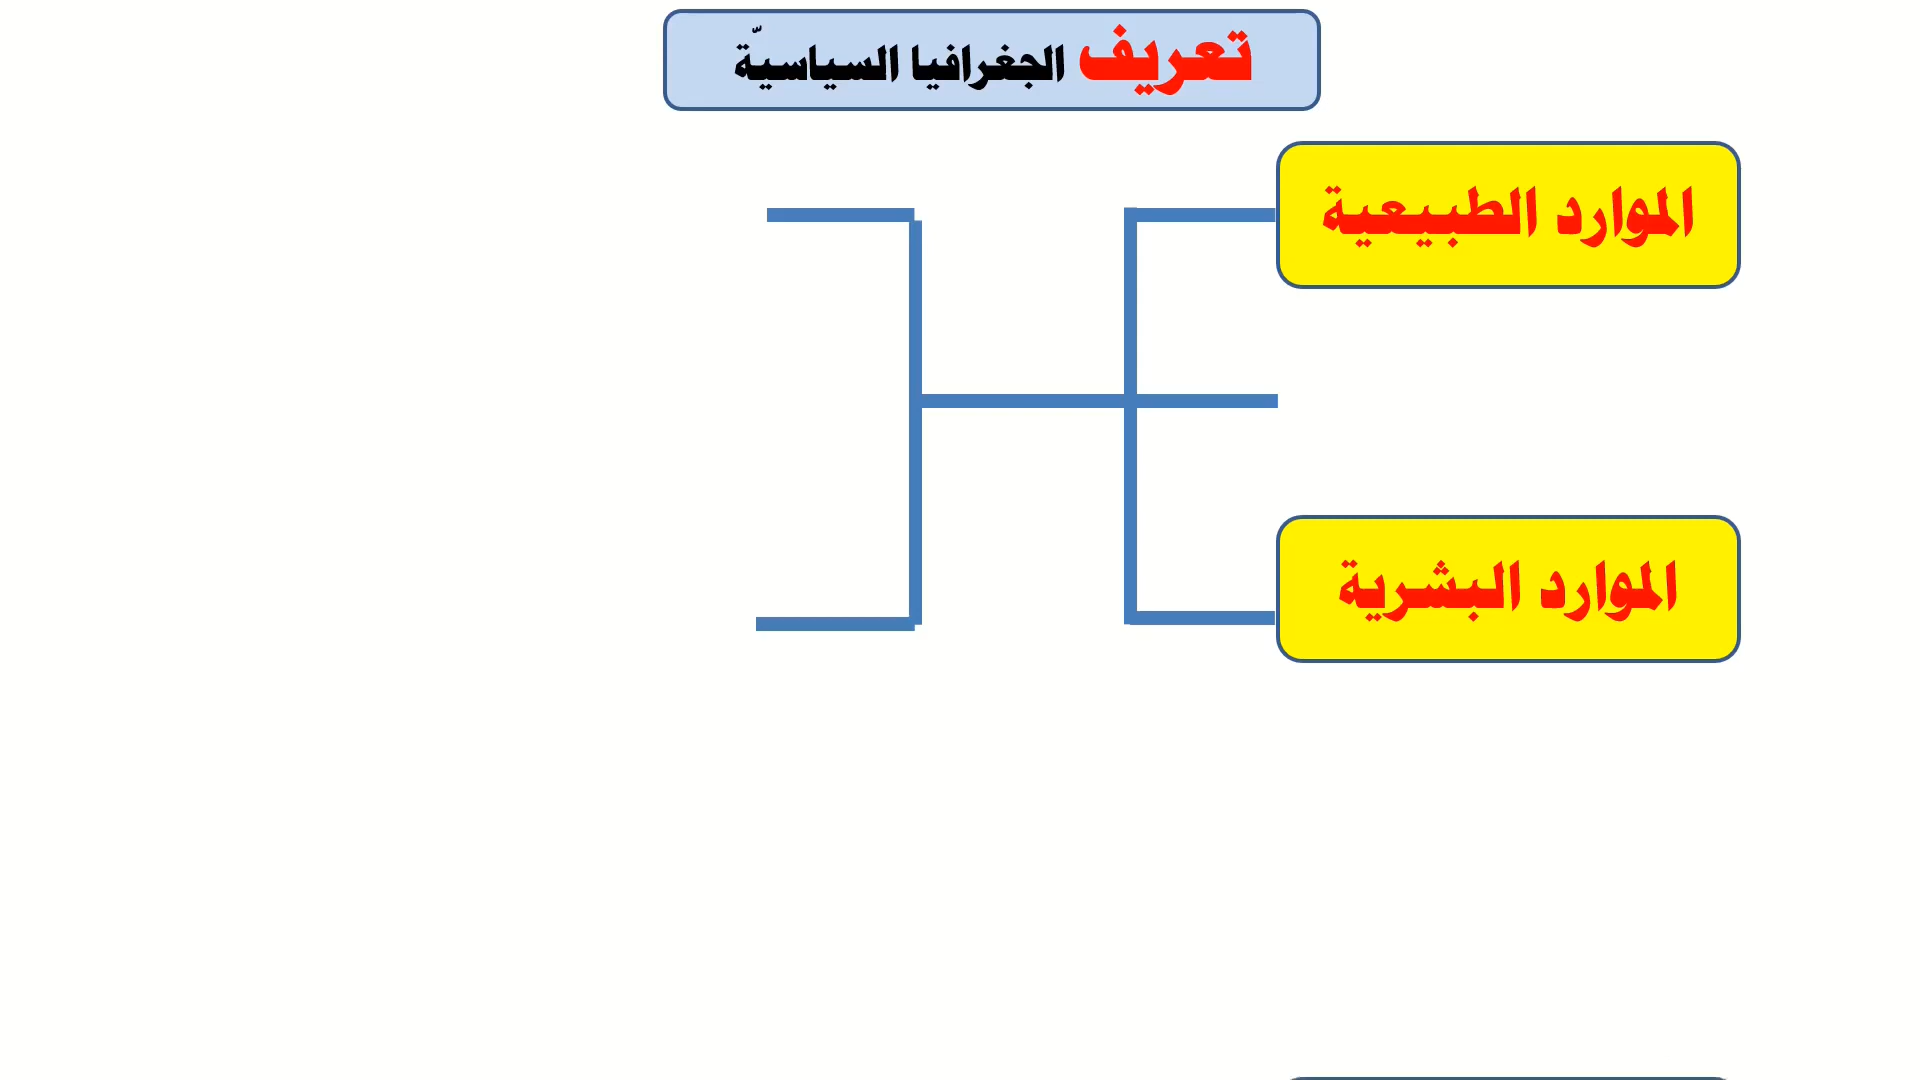 تعريف الجغرافيا السياسيّة
الموارد الطبيعية
الموارد البشرية